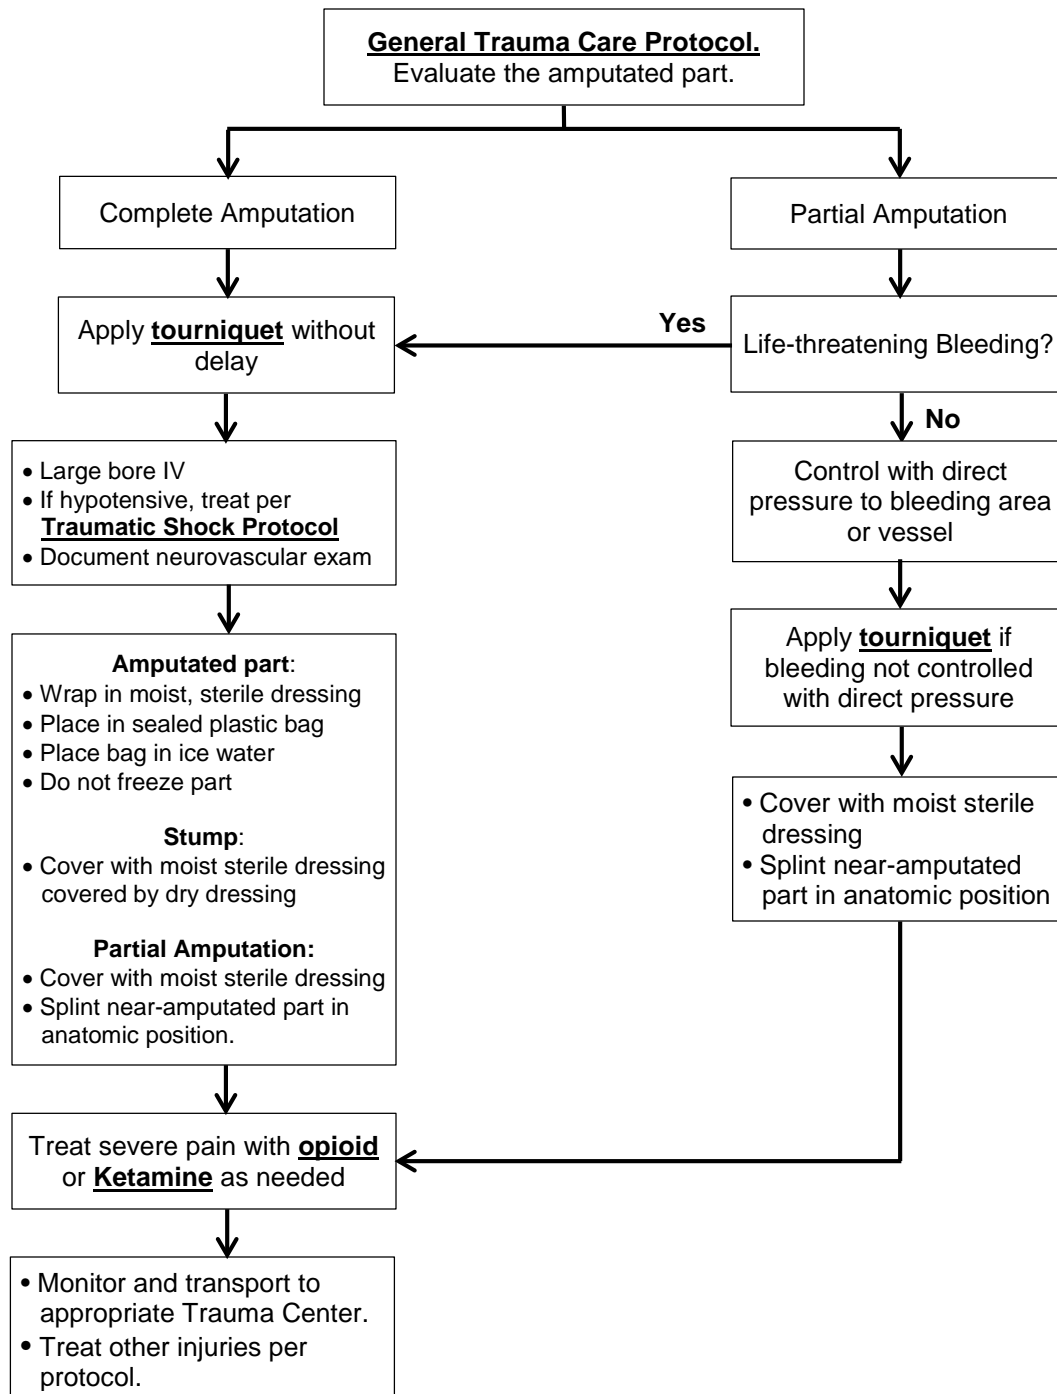 General Trauma Care Protocol.
Evaluate the amputated part.
Complete Amputation
Partial Amputation
Apply tourniquet without
delay
Yes
Life-threatening Bleeding?
No
• Large bore IV
• If hypotensive, treat per
Traumatic Shock Protocol
• Document neurovascular exam
Control with direct
pressure to bleeding area
or vessel
Amputated part:
• Wrap in moist, sterile dressing
• Place in sealed plastic bag
• Place bag in ice water
• Do not freeze part
Stump:
• Cover with moist sterile dressing
covered by dry dressing
Partial Amputation:
• Cover with moist sterile dressing
• Splint near-amputated part in
anatomic position.
Apply tourniquet if
bleeding not controlled
with direct pressure
• Cover with moist sterile
dressing
• Splint near-amputated
part in anatomic position
Treat severe pain with opioid
or Ketamine as needed
• Monitor and transport to
appropriate Trauma Center.
• Treat other injuries per
protocol.